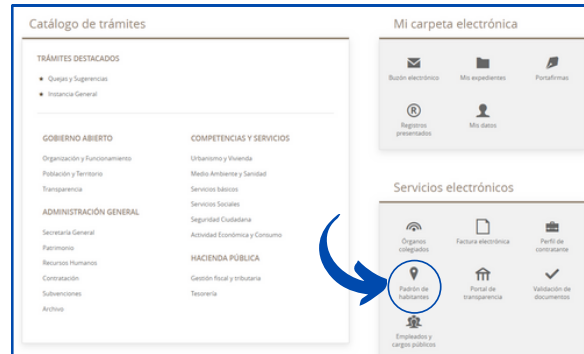 Catálogo de trámites
TRÁMITES DESTACADOS
★ Quejas y Sugerencias
★ Instancia General
GOBIERNO ABIERTO
Organización y Funcionamiento
Población y Territorio
Transparencia
ADMINISTRACIÓN GENERAL
Secretaría General
Patrimonio
Recursos Humanos
Contratación
Subvenciones
Archivo
COMPETENCIAS Y SERVICIOS
Urbanismo y Vivienda
Medio Ambiente y Sanidad
Servicios básicos
Servicios Sociales
Seguridad Ciudadana
Actividad Económica y Consumo
HACIENDA PÚBLICA
Gestión fiscal y tributaria
Tesorería
Mi carpeta electrónica
Buzón electrónico
Mis expedientes
Portafirmas
®
Registros
presentados
Mis datos
Servicios electrónicos
Órganos
colegiados
Factura electrónica
Perfil de
contratante
Padrón de
habitantes
Portal de
transparencia
Validación de
documentos
Empleados y
cargos públicos